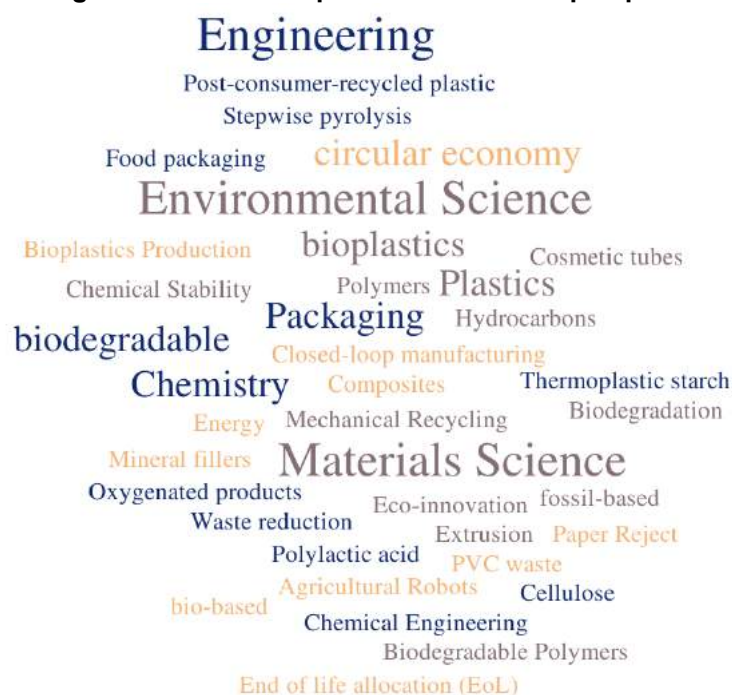 Engineering
Post-consumer-recycled plastic
Stepwise pyrolysis
Food packaging circular economy
Environmental Science
Bioplastics Production bioplastics Cosmetic tubes
Chemical Stability Polymers Plastics
Packaging Hydrocarbons
biodegradable
Closed-loop manufacturing
Chemistry Composites Thermoplastic starch
Energy Mechanical Recycling Biodegradation
Mineral fillers Materials Science
Oxygenated products Eco-innovation fossil-based
Waste reduction Extrusion Paper Reject
Polylactic acid PVC waste
Agricultural Robots Cellulose
bio-based
Chemical Engineering
Biodegradable Polymers
End of life allocation (EoL)